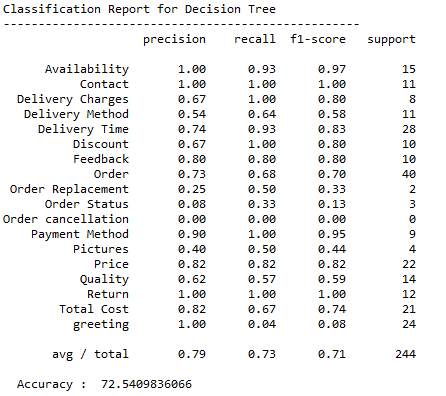 Classification Report for Decision Tree
--------------------------------------------------
precision recall f1-score support
Availability 1.00 0.93 0.97 15
Contact 1.00 1.00 1.00 11
Delivery Charges 0.67 1.00 0.80 8
Delivery Method 0.54 0.64 0.58 11
Delivery Time 0.74 0.93 0.83 28
Discount 0.67 1.00 0.80 10
Feedback 0.80 0.80 0.80 10
Order 0.73 0.68 0.70 40
Order Replacement 0.25 0.50 0.33 2
Order Status 0.08 0.33 0.13 3
Order cancellation 0.00 0.00 0.00 0
Payment Method 0.90 1.00 0.95 9
Pictures 0.40 0.50 0.44 4
Price 0.82 0.82 0.82 22
Quality 0.62 0.57 0.59 14
Return 1.00 1.00 1.00 12
Total Cost 0.82 0.67 0.74 21
greeting 1.00 0.04 0.08 24
avg / total 0.79 0.73 0.71 244
Accuracy : 72.5409836066